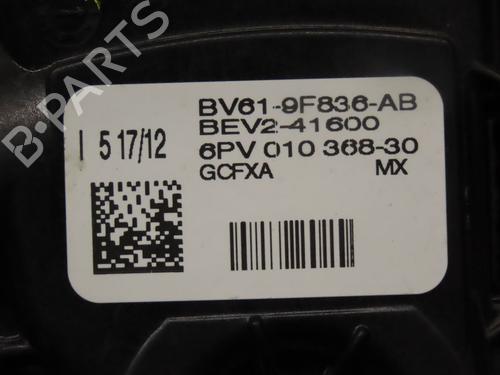 BV61-9F836-AB
BEV2-41600
I 5 17/12
6PV 010 368-30
GCFXA MX
B-PARTS